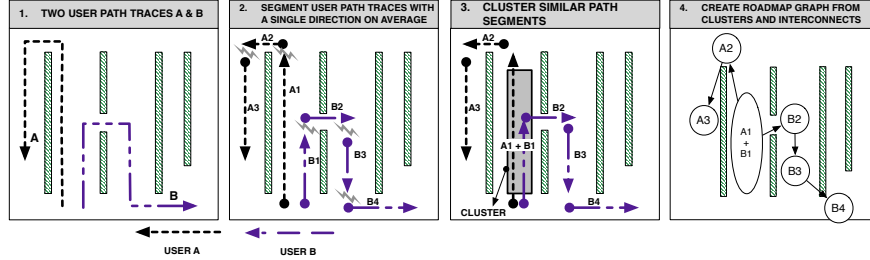 1. TWO USER PATH TRACES A & B
A
B
2. SEGMENT USER PATH TRACES WITH
A SINGLE DIRECTION ON AVERAGE
A2
A1
A3
B2
B1
B3
B4
3. CLUSTER SIMILAR PATH
SEGMENTS
A2
A3
B2
A1 + B1
B3
B4
CLUSTER
4. CREATE ROADMAP GRAPH FROM
CLUSTERS AND INTERCONNECTS
A2
A3
A1
+
B1
B2
B3
B4
USER A
USER B